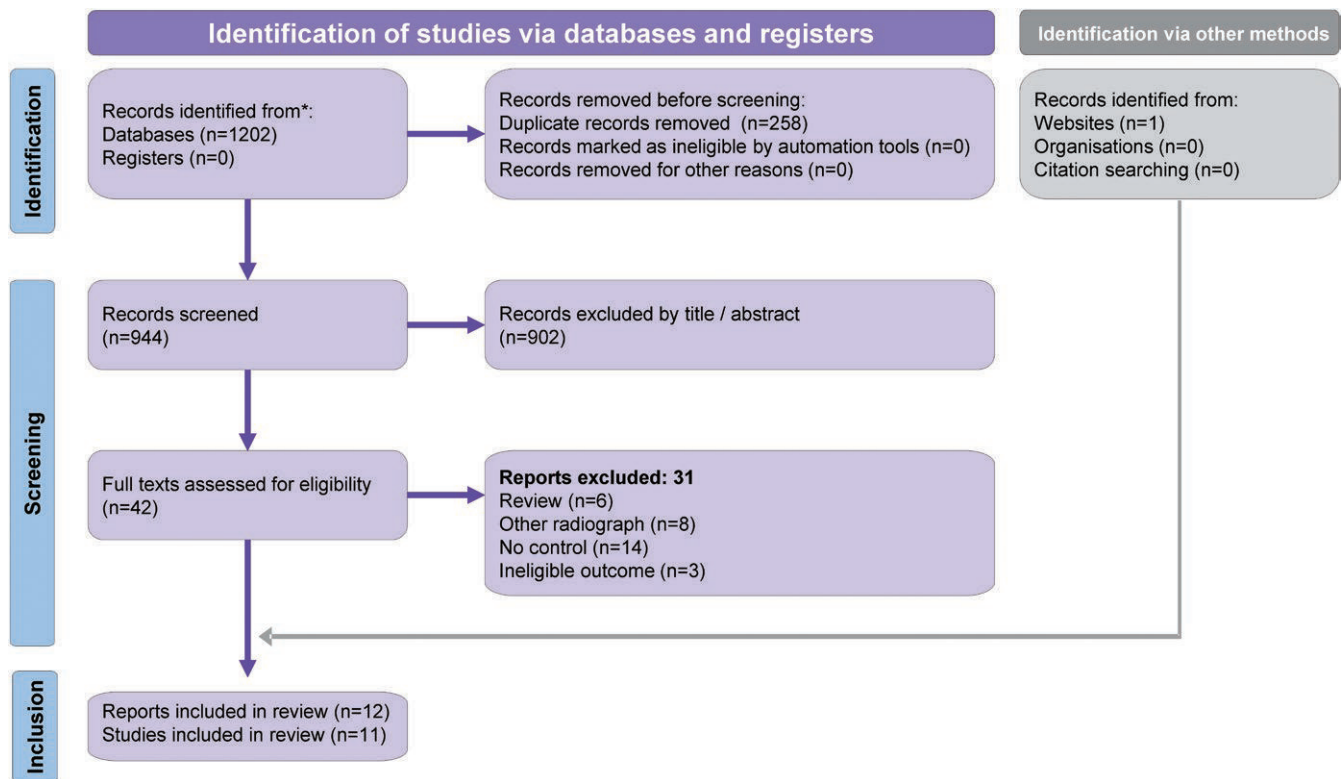 Identification of studies via databases and registers
Identification via other methods
Identification
Records identified from*:
Databases (n=1202)
Registers (n=0)
Records removed before screening:
Duplicate records removed (n=258)
Records marked as ineligible by automation tools (n=0)
Records removed for other reasons (n=0)
Records identified from:
Websites (n=1)
Organisations (n=0)
Citation searching (n=0)
Screening
Records screened
(n=944)
Records excluded by title / abstract
(n=902)
Full texts assessed for eligibility
(n=42)
Reports excluded: 31
Review (n=6)
Other radiograph (n=8)
No control (n=14)
Ineligible outcome (n=3)
Inclusion
Reports included in review (n=12)
Studies included in review (n=11)